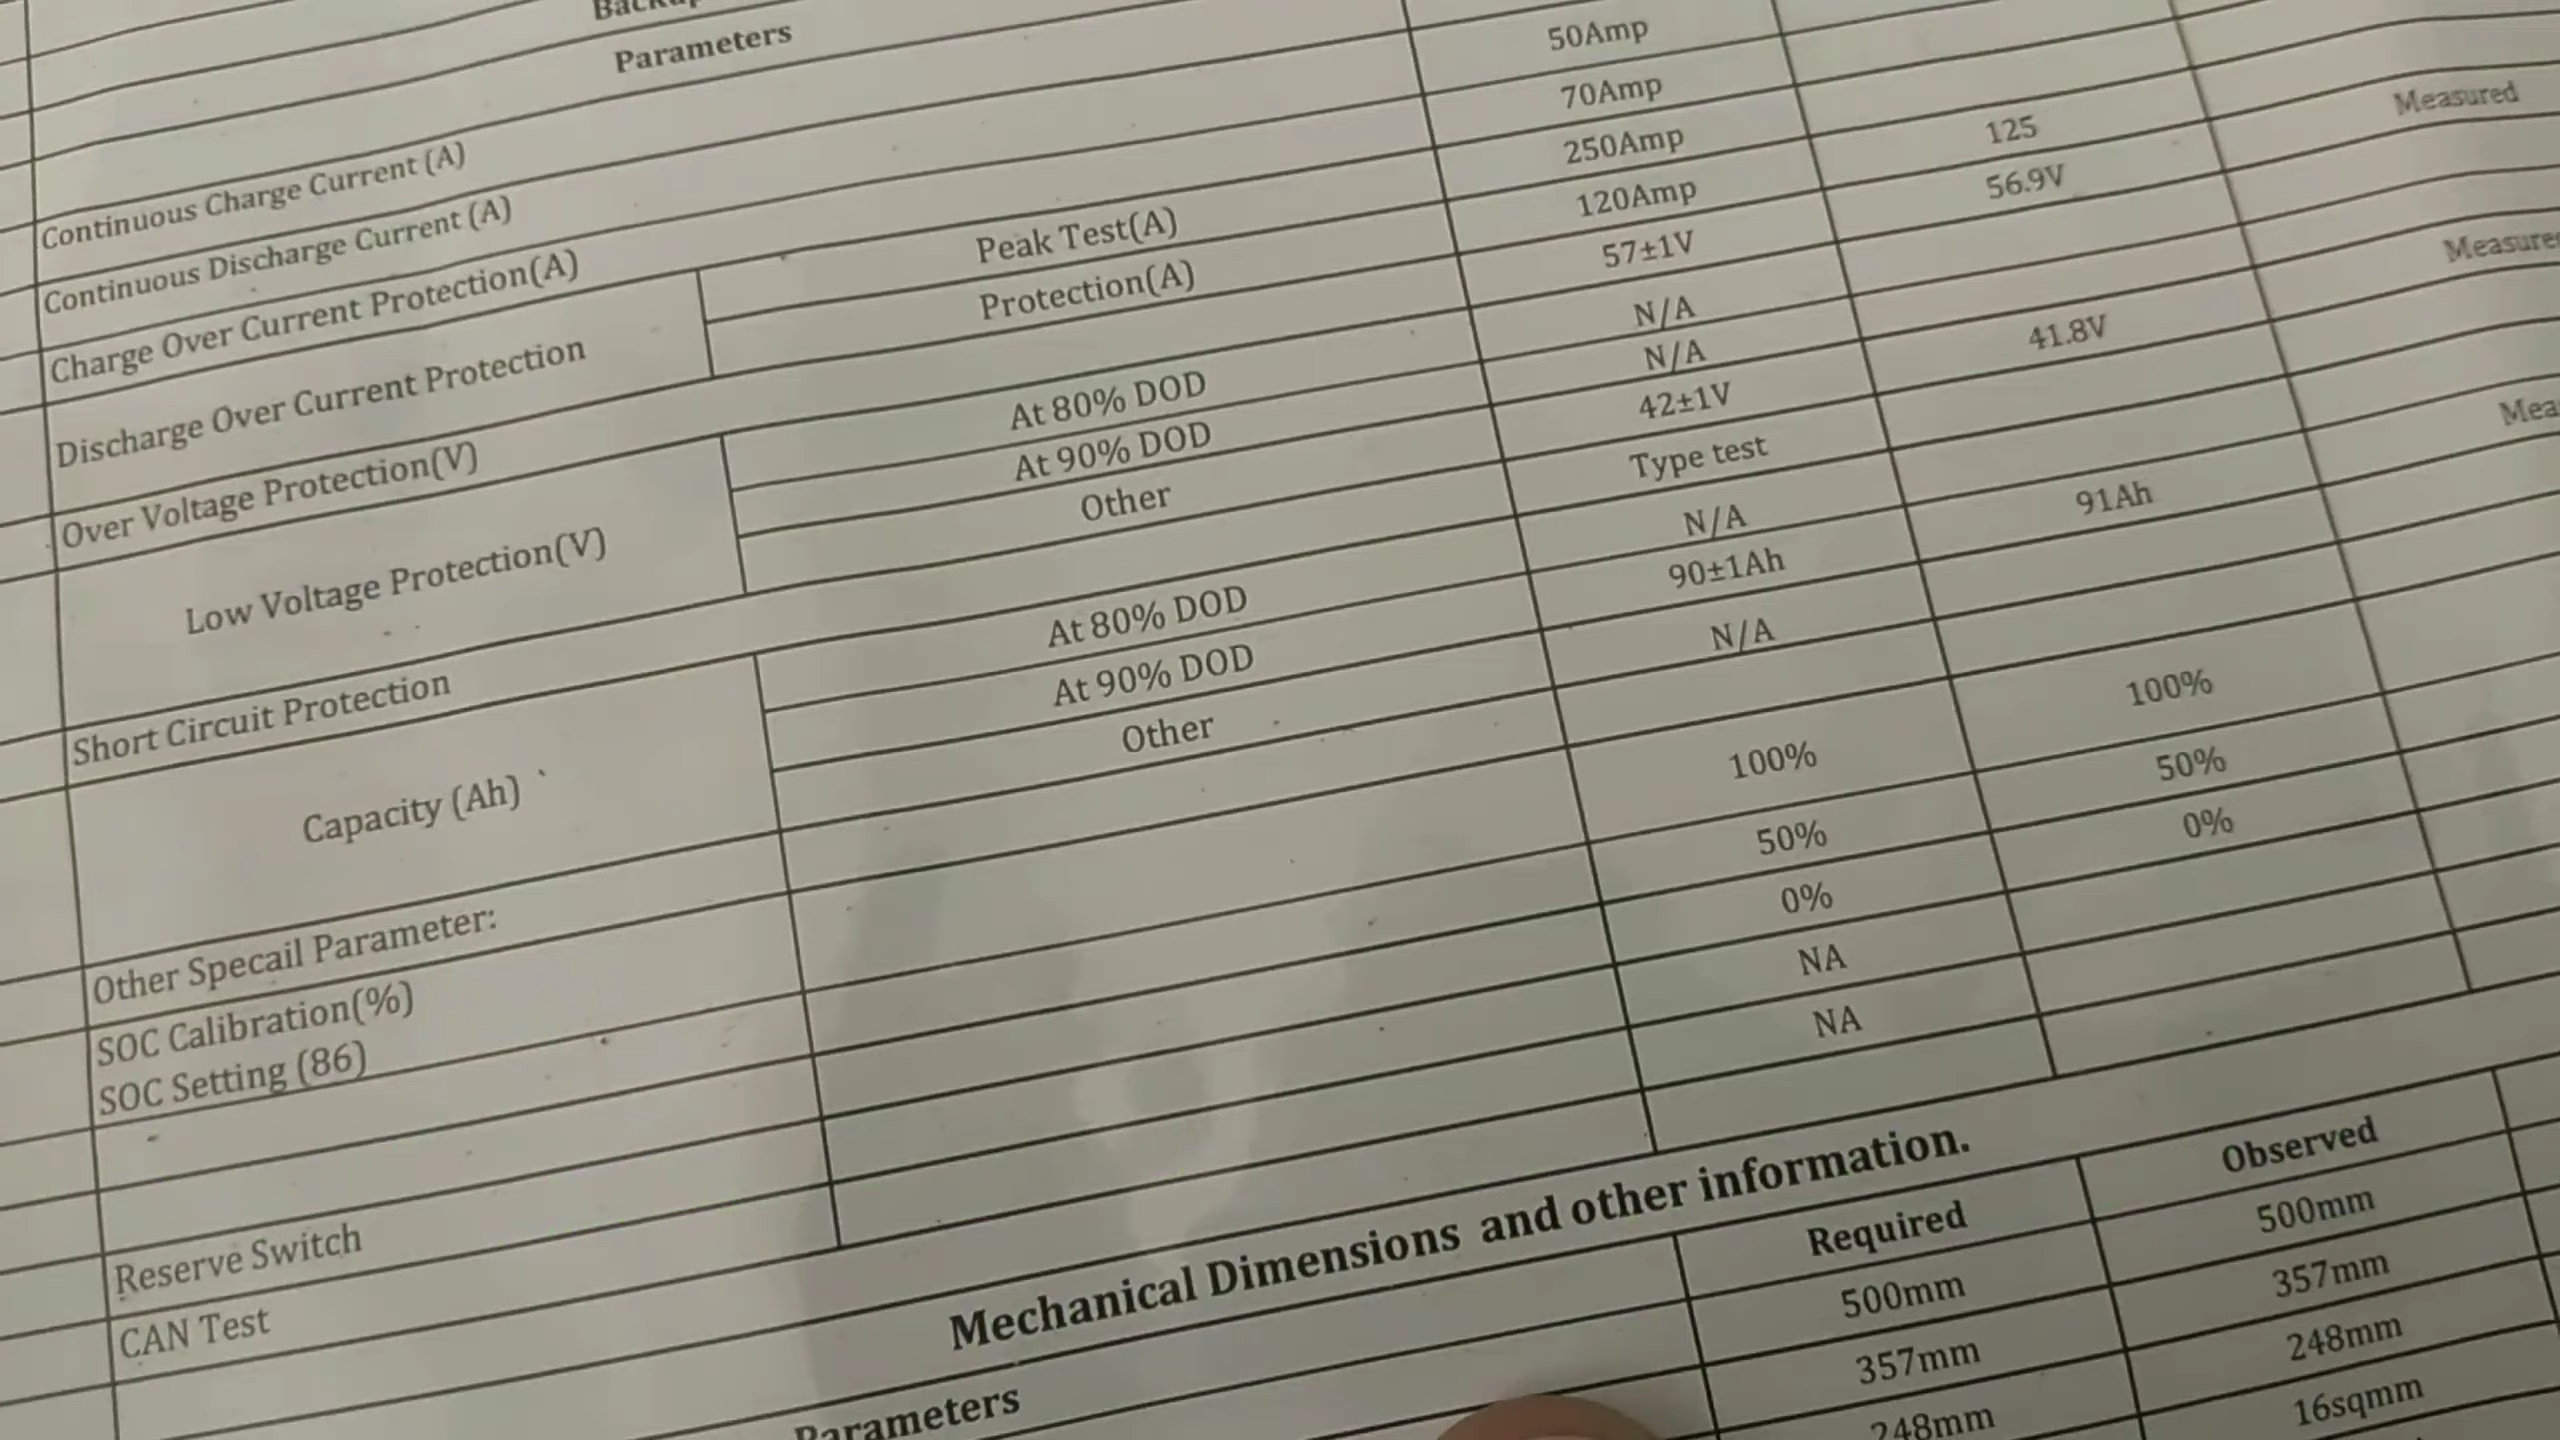 Parameters
50Amp
Continuous Charge Current (A)
70Amp
Continuous Discharge Current (A)
250Amp
125
Measured
Charge Over Current Protection(A)
Peak Test(A)
120Amp
56.9V
Discharge Over Current Protection
Protection(A)
57±1V
Over Voltage Protection(V)
At 80% DOD
N/A
Low Voltage Protection(V)
At 90% DOD
N/A
41.8V
Other
42±1V
Short Circuit Protection
Type test
Capacity (Ah)
At 80% DOD
N/A
91Ah
At 90% DOD
90±1Ah
Other
N/A
Other Specail Parameter:
SOC Calibration(%)
100%
100%
SOC Setting (86)
50%
50%
0%
0%
Reserve Switch
NA
CAN Test
NA
Mechanical Dimensions and other information.
Parameters
Required
Observed
500mm
500mm
357mm
357mm
248mm
248mm
16sqmm